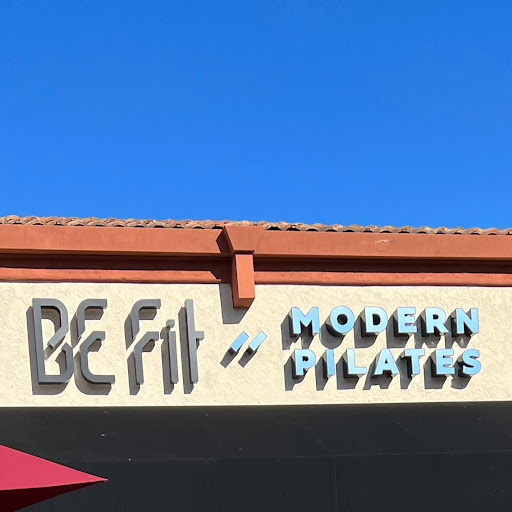 BE Fit
MODERN
PILATES